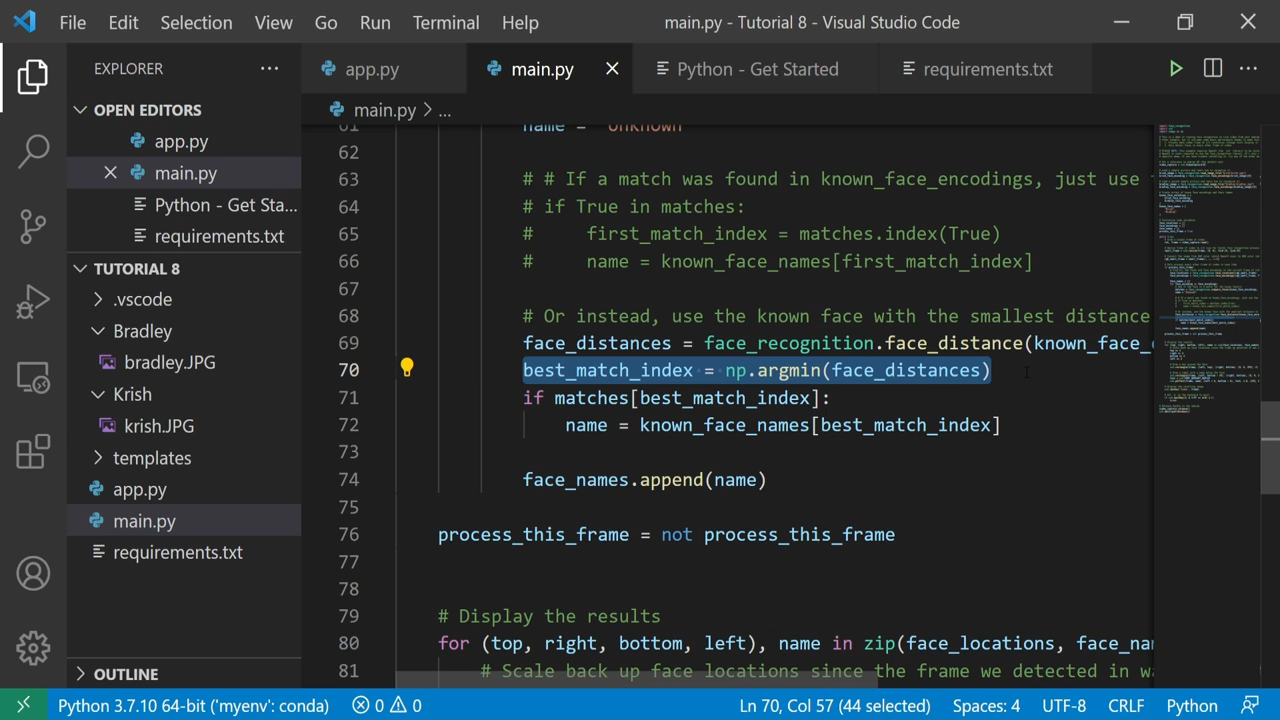 File Edit Selection View Go Run Terminal Help main.py - Tutorial 8 - Visual Studio Code
EXPLORER
app.py main.py Python - Get Started requirements.txt
main.py > ...
OPEN EDITORS
app.py
main.py
Python - Get Sta...
requirements.txt
TUTORIAL 8
.vscode
Bradley
bradley.JPG
Krish
krish.JPG
templates
app.py
main.py
requirements.txt
OUTLINE
61 name = "Unknown"
62
63 # # If a match was found in known_face_encodings, just use
64 # if True in matches:
65 #     first_match_index = matches.index(True)
66 #     name = known_face_names[first_match_index]
67
68 # Or instead, use the known face with the smallest distance
69 face_distances = face_recognition.face_distance(known_face_
70 best_match_index = np.argmin(face_distances)
71 if matches[best_match_index]:
72     name = known_face_names[best_match_index]
73
74 face_names.append(name)
75
76 process_this_frame = not process_this_frame
77
78
79 # Display the results
80 for (top, right, bottom, left), name in zip(face_locations, face_na
81     # Scale back up face locations since the frame we detected in w
Python 3.7.10 64-bit ('myenv': conda) 0 0 Ln 70, Col 57 (44 selected) Spaces: 4 UTF-8 CRLF Python